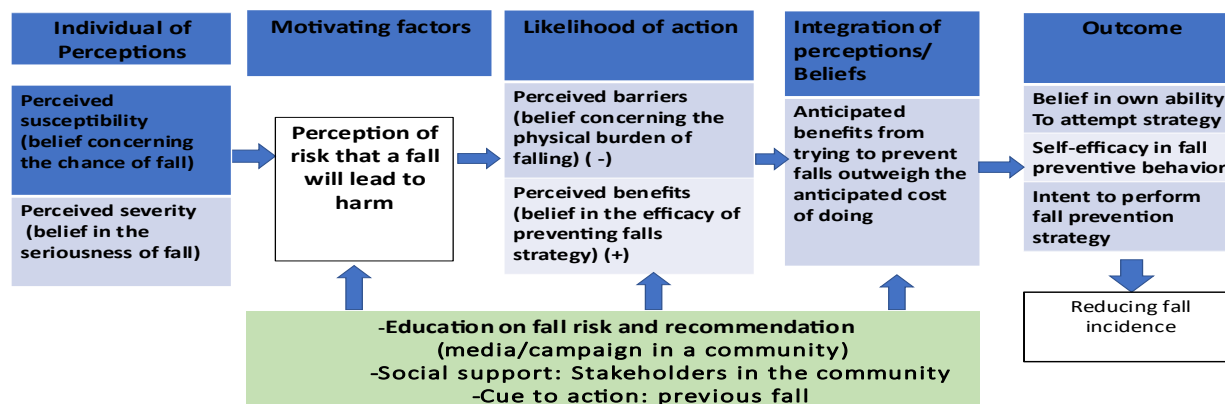 Individual of
Perceptions
Perceived
susceptibility
(belief concerning
the chance of fall)
Perceived severity
(belief in the
seriousness of fall)
Motivating factors
Perception of
risk that a fall
will lead to
harm
Likelihood of action
Perceived barriers
(belief concerning the
physical burden of
falling) ( -)
Perceived benefits
(belief in the efficacy of
preventing falls
strategy) (+)
Integration of
perceptions/
Beliefs
Anticipated
benefits from
trying to prevent
falls outweigh the
anticipated cost
of doing
Outcome
Belief in own ability
To attempt strategy
Self-efficacy in fall
preventive behavior
Intent to perform
fall prevention
strategy
Reducing fall
incidence
-Education on fall risk and recommendation
(media/campaign in a community)
-Social support: Stakeholders in the community
-Cue to action: previous fall